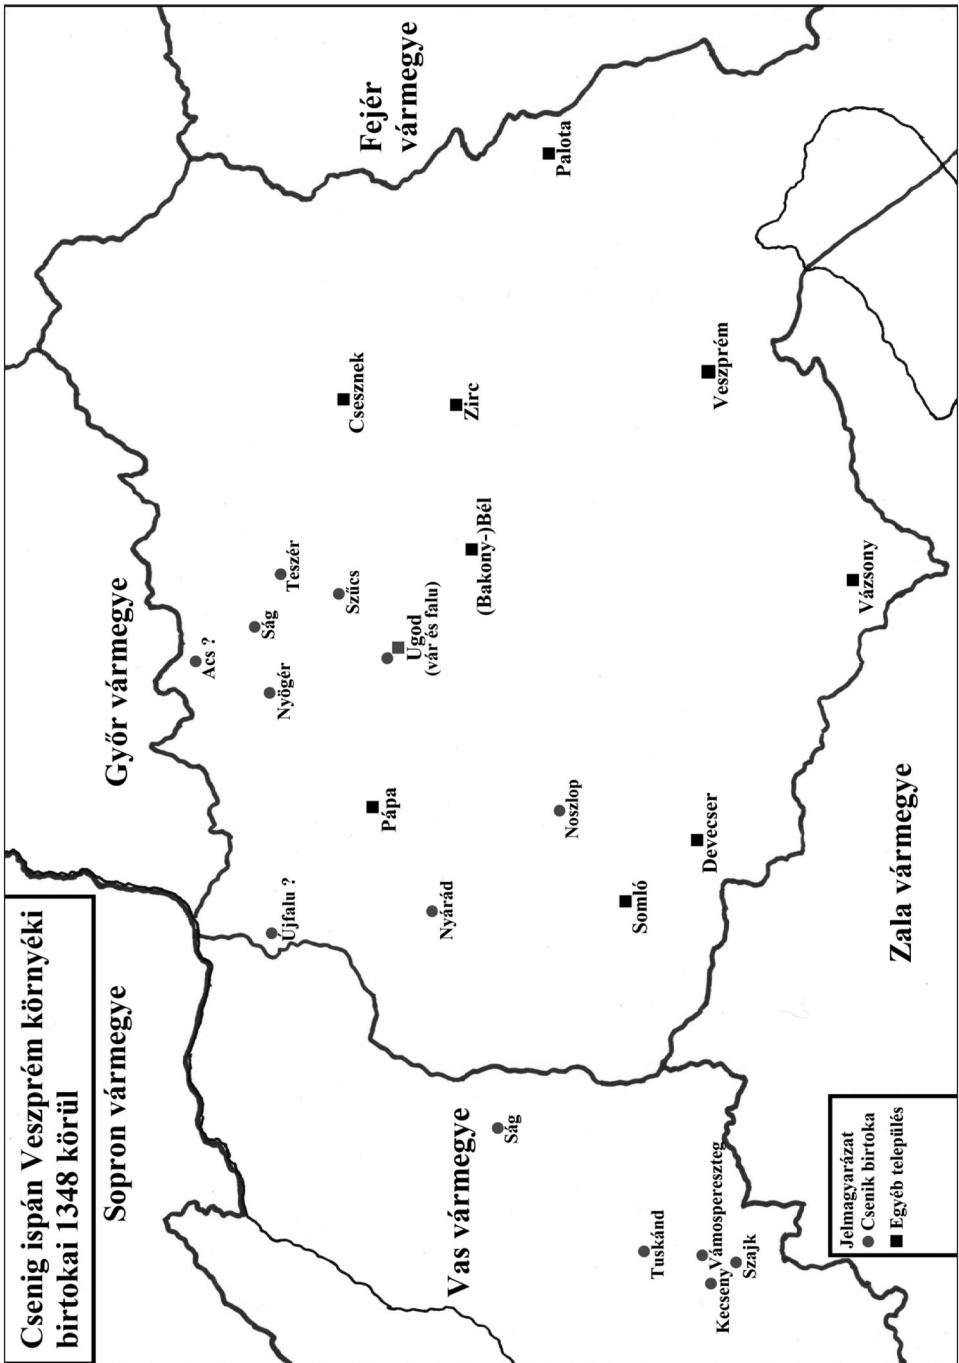 Csenig ispán Veszprém környéki
birtokai 1348 körül
Sopron vármegye
Győr vármegye
Fejér
vármegye
Vas vármegye
Zala vármegye
Acs ?
Ság
Teszér
Nyögér
Szűcs
Csesznek
Újfalu ?
Pápa
Ugod
(vár és falu)
Zirc
(Bakony-)Bél
Nyárád
Palota
Noszlop
Ság
Somló
Devecser
Veszprém
Vázsony
Tuskánd
Vámospereszteg
Kecseny
Szajk
Jelmagyarázat
Csenik birtoka
Egyéb település